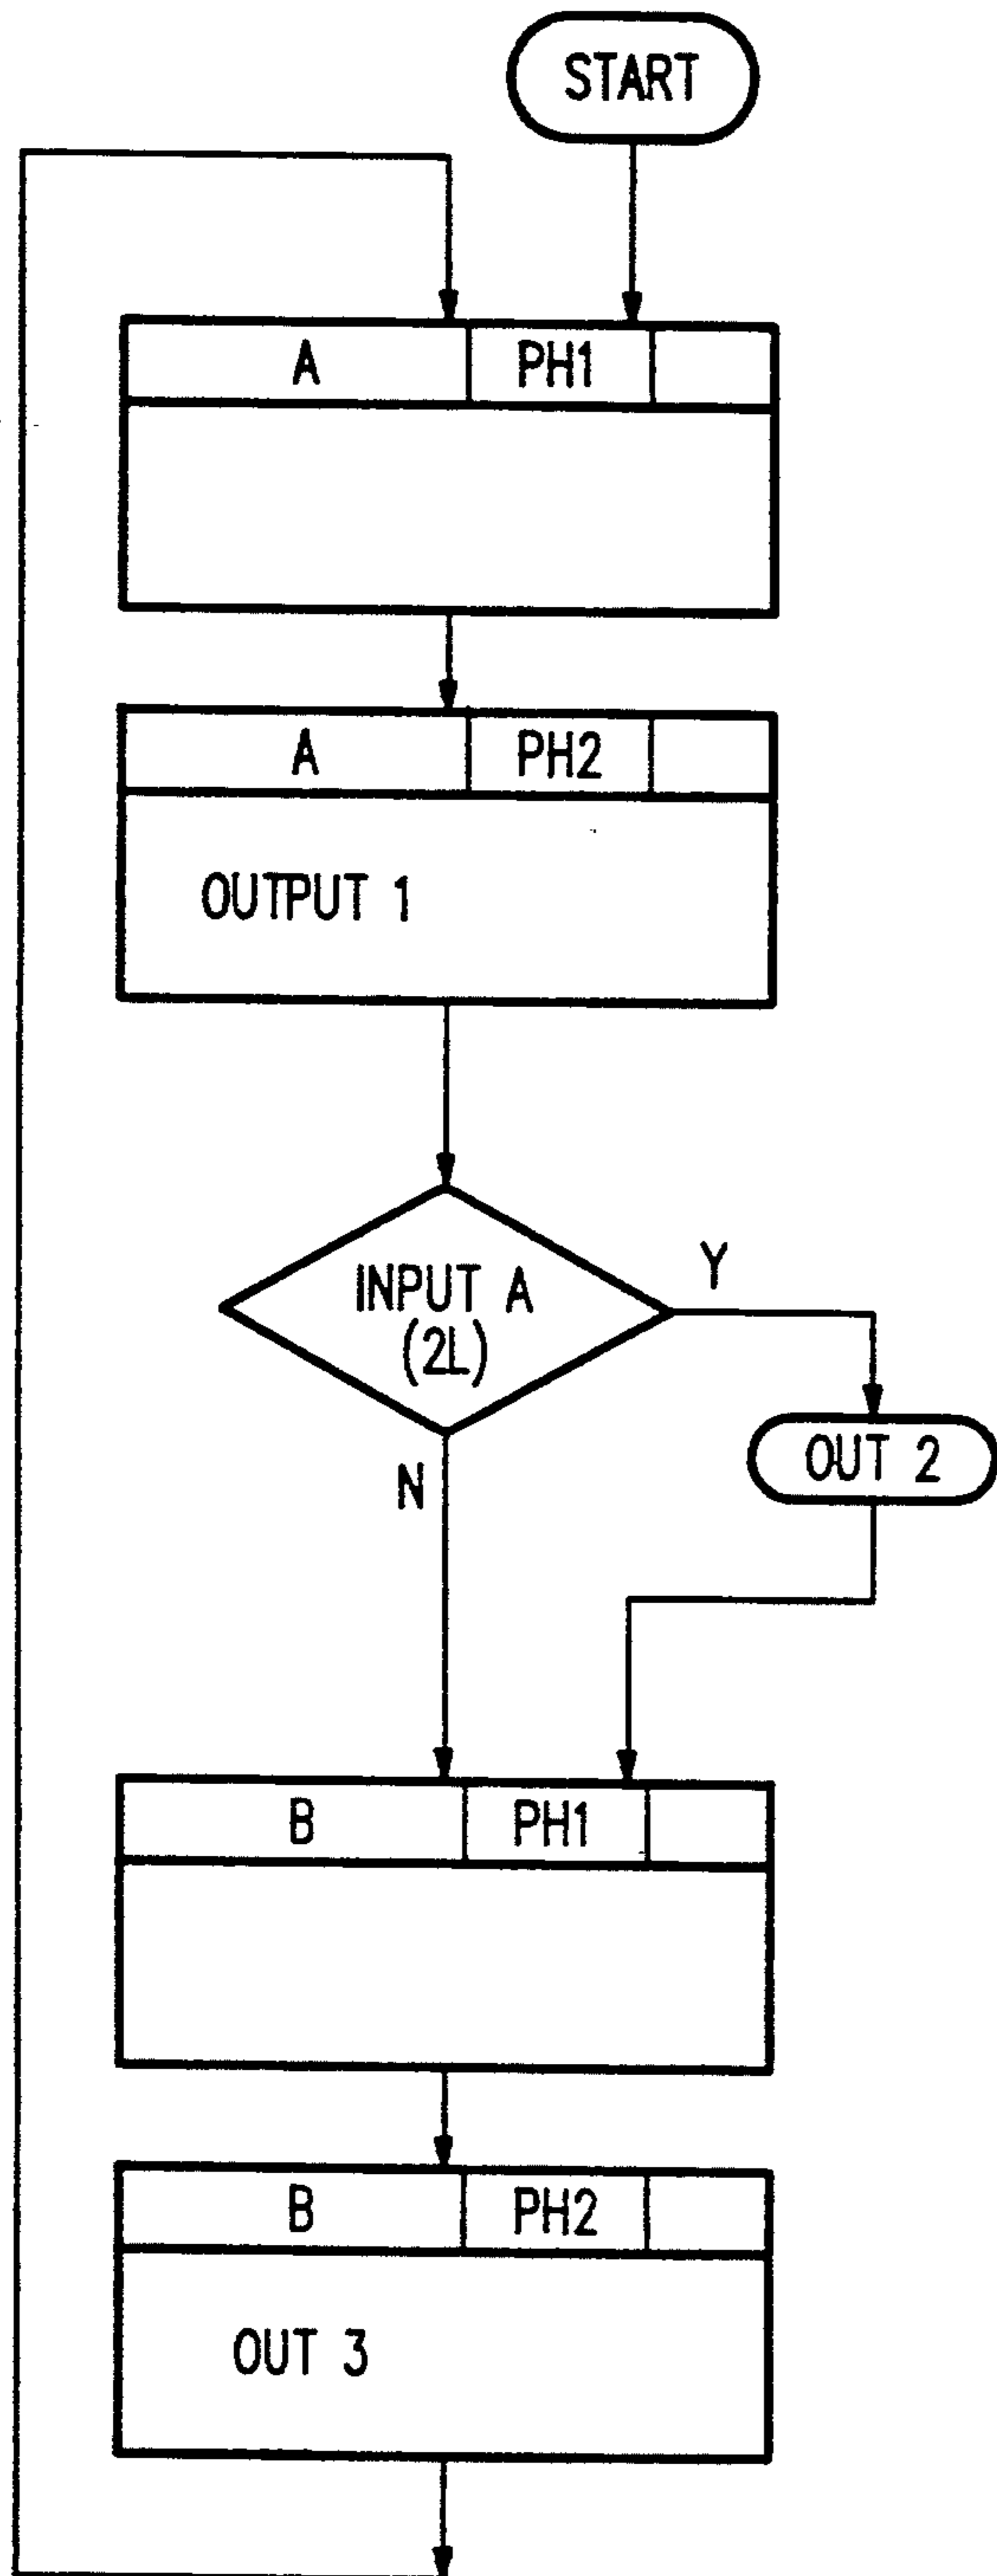 START
A PH1
A PH2
OUTPUT 1
INPUT A
(2L)
Y
N
OUT 2
B PH1
B PH2
OUT 3